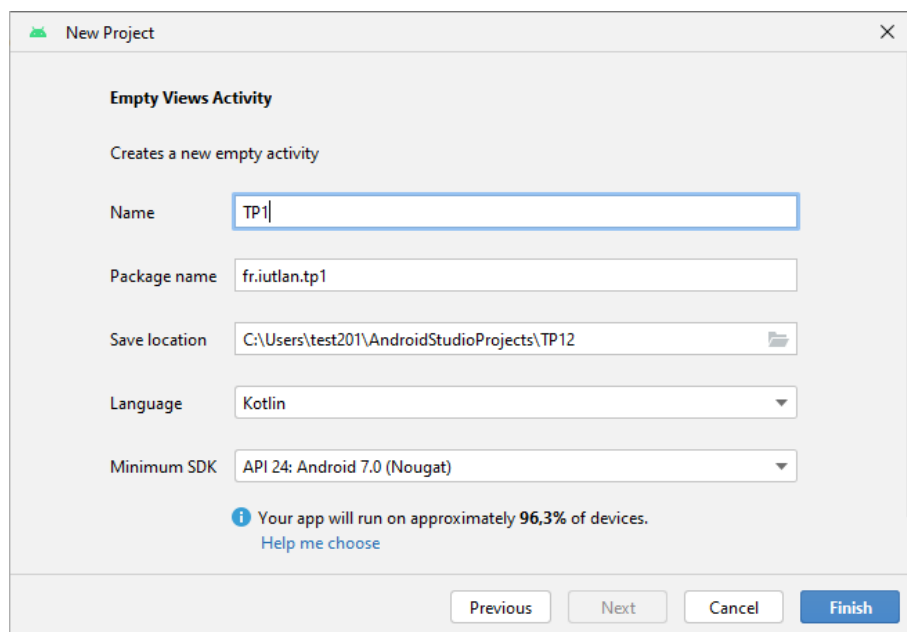 New Project
Empty Views Activity
Creates a new empty activity
Name TP1
Package name fr.iutlan.tp1
Save location C:\Users\test201\AndroidStudioProjects\TP12
Language Kotlin
Minimum SDK API 24: Android 7.0 (Nougat)
Your app will run on approximately 96,3% of devices.
Help me choose
Previous Next Cancel Finish